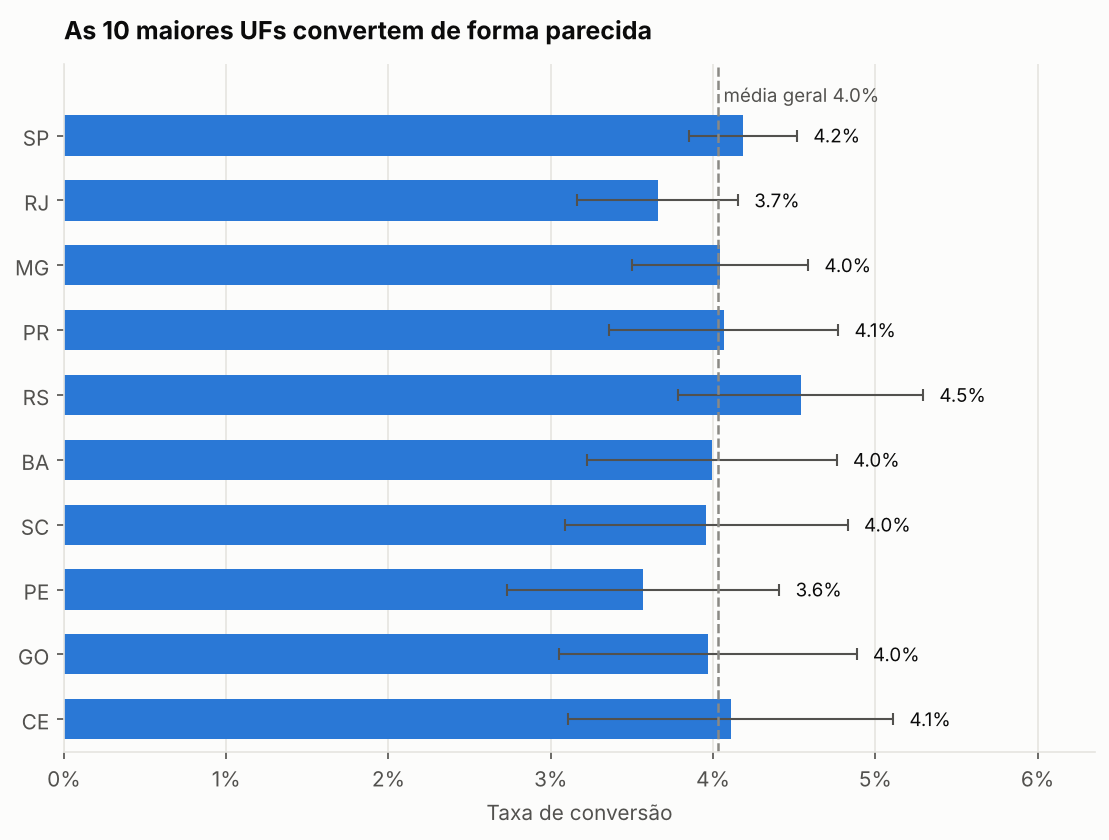 As 10 maiores UFs convertem de forma parecida
média geral 4.0%
SP 4.2%
RJ 3.7%
MG 4.0%
PR 4.1%
RS 4.5%
BA 4.0%
SC 4.0%
PE 3.6%
GO 4.0%
CE 4.1%
0% 1% 2% 3% 4% 5% 6%
Taxa de conversão